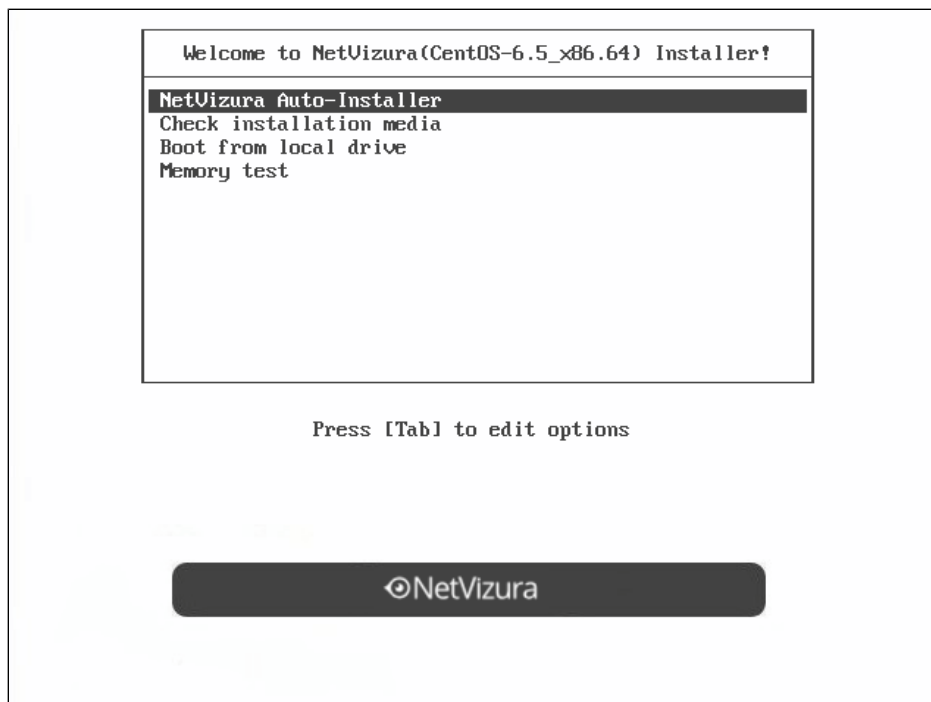 Welcome to NetVizura(CentOS-6.5_x86.64) Installer!
NetVizura Auto-Installer
Check installation media
Boot from local drive
Memory test
Press [Tab] to edit options
NetVizura